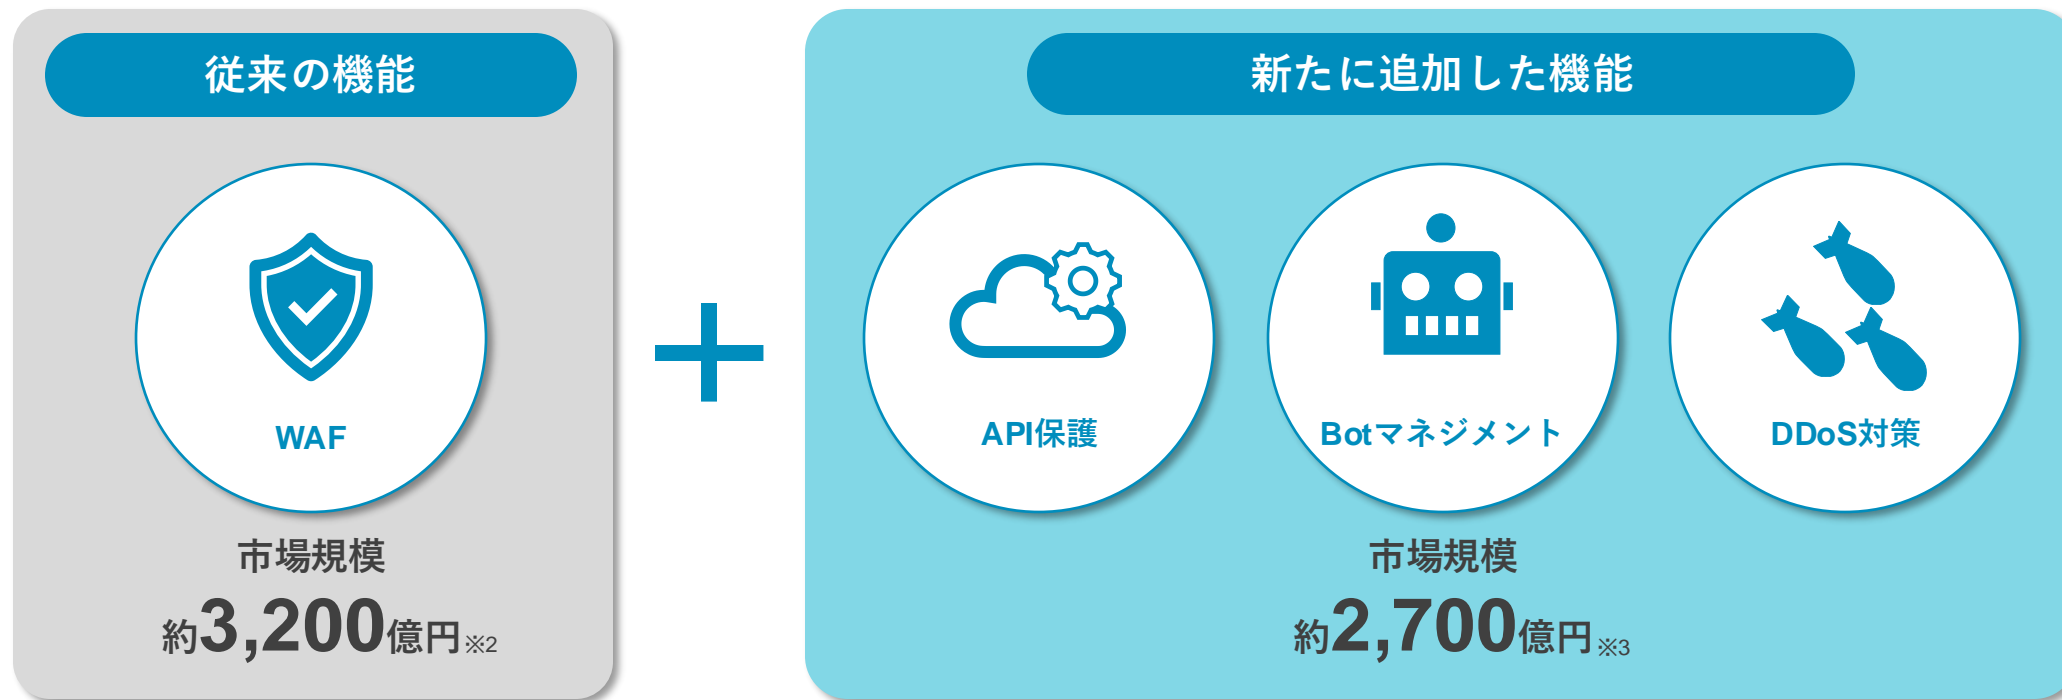 従来の機能
WAF
市場規模
約3,200億円※2
新たに追加した機能
API保護
Botマネジメント
DDoS対策
市場規模
約2,700億円※3